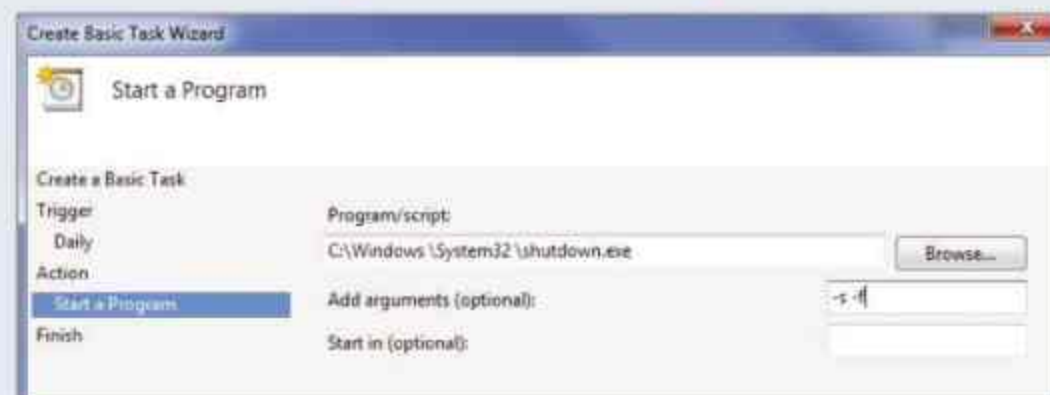 Create Basic Task Wizard
Start a Program
Create a Basic Task
Trigger
Daily
Action
Start a Program
Finish
Program/script:
C:\Windows \System32 \shutdown.exe
Browse...
Add arguments (optional):
-s -f
Start in (optional):